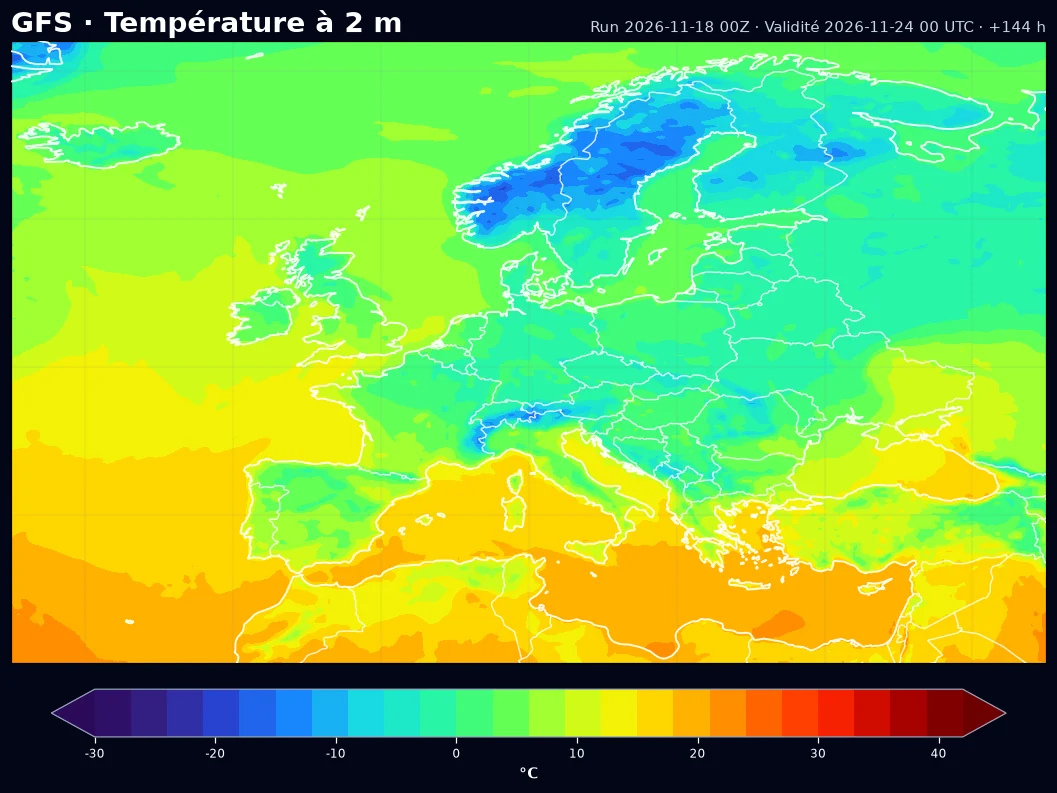 GFS · Température à 2 m
Run 2026-11-18 00Z · Validité 2026-11-24 00 UTC · +144 h
-30 -20 -10 0 10 20 30 40
°C